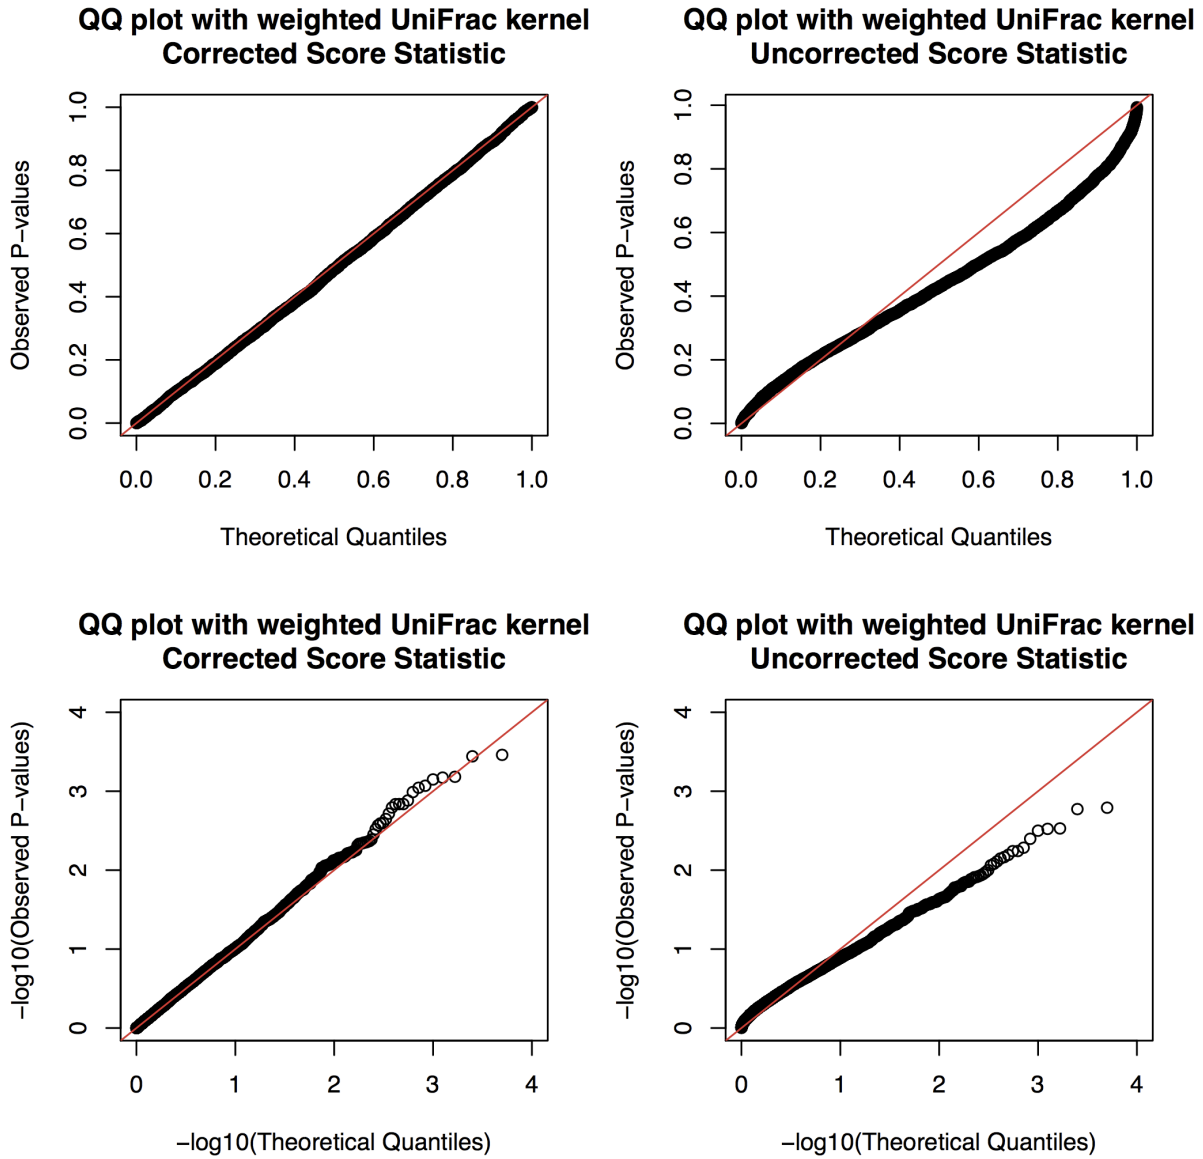 QQ plot with weighted UniFrac kernel
Corrected Score Statistic
1.0
0.8
0.6
0.4
0.2
0.0
Observed P−values
0.0 0.2 0.4 0.6 0.8 1.0
Theoretical Quantiles
QQ plot with weighted UniFrac kernel
Uncorrected Score Statistic
1.0
0.8
0.6
0.4
0.2
0.0
Observed P−values
0.0 0.2 0.4 0.6 0.8 1.0
Theoretical Quantiles
QQ plot with weighted UniFrac kernel
Corrected Score Statistic
4
3
2
1
0
−log10(Observed P−values)
0 1 2 3 4
−log10(Theoretical Quantiles)
QQ plot with weighted UniFrac kernel
Uncorrected Score Statistic
4
3
2
1
0
−log10(Observed P−values)
0 1 2 3 4
−log10(Theoretical Quantiles)